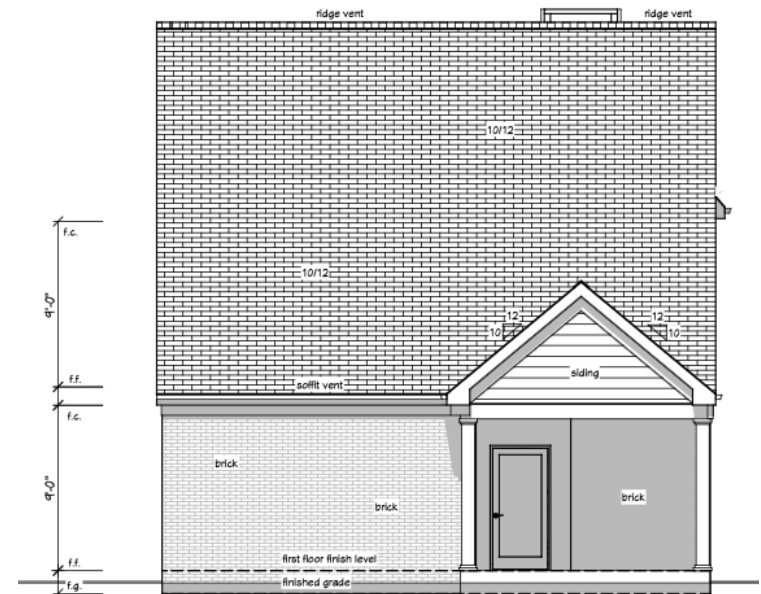 ridge vent
ridge vent
10/12
f.c.
9'-0"
10/12
12
10
12
10
siding
f.f.
soffit vent
f.c.
9'-0"
brick
brick
brick
first floor finish level
f.f.
finished grade
f.g.